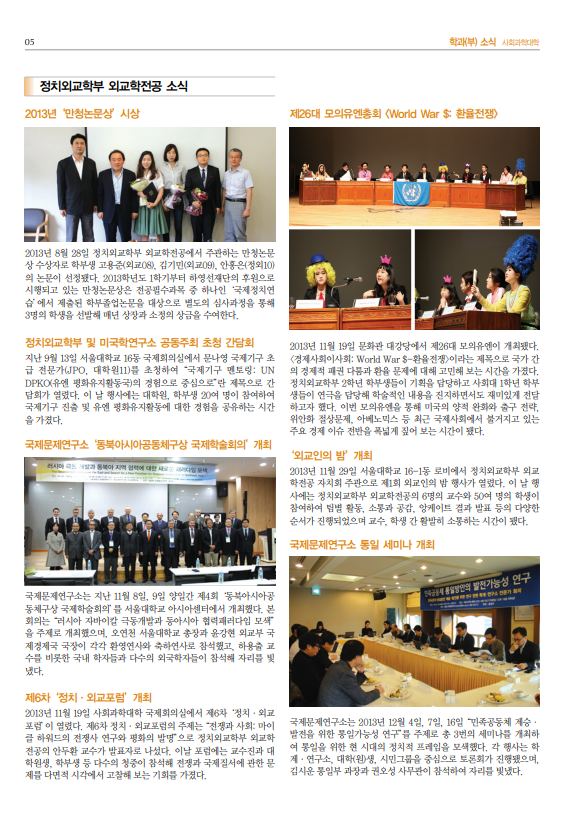 05
학과(부) 소식 사회과학대학
정치외교학부 외교학전공 소식
2013년 ‘만청논문상’ 시상
2013년 8월 28일 정치외교학부 외교학전공에서 주관하는 만청논문
상 수상자로 학부생 고용준(외교08), 김기민(외교09), 안홍은(정외10)
의 논문이 선정됐다. 2013학년도 1학기부터 하영선재단의 후원으로
시행되고 있는 만청논문상은 전공필수과목 중 하나인 ‘국제정치연
습’에서 제출된 학부졸업논문을 대상으로 별도의 심사과정을 통해
3명의 학생을 선발해 매년 상장과 소정의 상금을 수여한다.
정치외교학부 및 미국학연구소 공동주최 초청 간담회
지난 9월 13일 서울대학교 16동 국제회의실에서 문나영 국제기구 초
급 전문가(JPO, 대학원11)를 초청하여 “국제기구 멘토링: UN
DPKO(유엔 평화유지활동국)의 경험으로 중심으로”란 제목으로 간
담회가 열렸다. 이 날 행사에는 대학원, 학부생 20여 명이 참여하여
국제기구 진출 및 유엔 평화유지활동에 대한 경험을 공유하는 시간
을 가졌다.
국제문제연구소 ‘동북아시아공동체구상 국제학술회의’ 개최
러시아 극동 개발과 동북아 지역 협력에 대한 새로운 패러다임 모색
국제문제연구소는 지난 11월 8일, 9일 양일간 제4회 ‘동북아시아공
동체구상 국제학술회의’를 서울대학교 아시아센터에서 개최했다. 본
회의는 “러시아 자바이칼 극동개발과 동아시아 협력패러다임 모색”
을 주제로 개최했으며, 오연천 서울대학교 총장과 윤강현 외교부 국
제경제국 국장이 각각 환영연사와 축하연사로 참석했고, 하용출 교
수를 비롯한 국내 학자들과 다수의 외국학자들이 참석해 자리를 빛
냈다.
제6차 ‘정치 · 외교포럼’ 개최
2013년 11월 19일 사회과학대학 국제회의실에서 제6차 ‘정치 · 외교
포럼’이 열렸다. 제6차 정치 · 외교포럼의 주제는 “전쟁과 사회: 마이
클 하워드의 전쟁사 연구와 평화의 발명”으로 정치외교학부 외교학
전공의 안두환 교수가 발표자로 나섰다. 이날 포럼에는 교수진과 대
학원생, 학부생 등 다수의 청중이 참석해 전쟁과 국제질서에 관한 문
제를 다면적 시각에서 고찰해 보는 기회를 가졌다.
제26대 모의유엔총회 〈World War $: 환율전쟁〉
2013년 11월 19일 문화관 대강당에서 제26대 모의유엔이 개최됐다.
〈경제사회이사회: World War $-환율전쟁〉이라는 제목으로 국가 간
의 경제적 패권 다툼과 환율 문제에 대해 고민해 보는 시간을 가졌다.
정치외교학부 2학년 학부생들이 기획을 담당하고 사회대 1학년 학부
생들이 연극을 담당해 학술적인 내용을 진지하면서도 재미있게 전달
하고자 했다. 이번 모의유엔을 통해 미국의 양적 완화와 출구 전략,
위안화 절상문제, 아베노믹스 등 최근 국제사회에서 불거지고 있는
주요 경제 이슈 전반을 폭넓게 짚어 보는 시간이 됐다.
‘외교인의 밤’ 개최
2013년 11월 29일 서울대학교 16-1동 로비에서 정치외교학부 외교
학전공 자치회 주관으로 제1회 외교인의 밤 행사가 열렸다. 이 날 행
사에는 정치외교학부 외교학전공의 6명의 교수와 50여 명의 학생이
참여하여 팀별 활동, 소통과 공감, 앙케이트 결과 발표 등의 다양한
순서가 진행되었으며 교수, 학생 간 활발히 소통하는 시간이 됐다.
국제문제연구소 통일 세미나 개최
민족공동체 통일방안의 발전가능성 연구
국제문제연구소는 2013년 12월 4일, 7일, 16일 “민족공동체 계승 ·
발전을 위한 통일가능성 연구”를 주제로 총 3번의 세미나를 개최하
여 통일을 위한 현 시대의 정치적 프레임을 모색했다. 각 행사는 학
계 · 연구소, 대학(원)생, 시민그룹을 중심으로 토론회가 진행됐으며,
김시운 통일부 과장과 권오성 사무관이 참석하여 자리를 빛냈다.